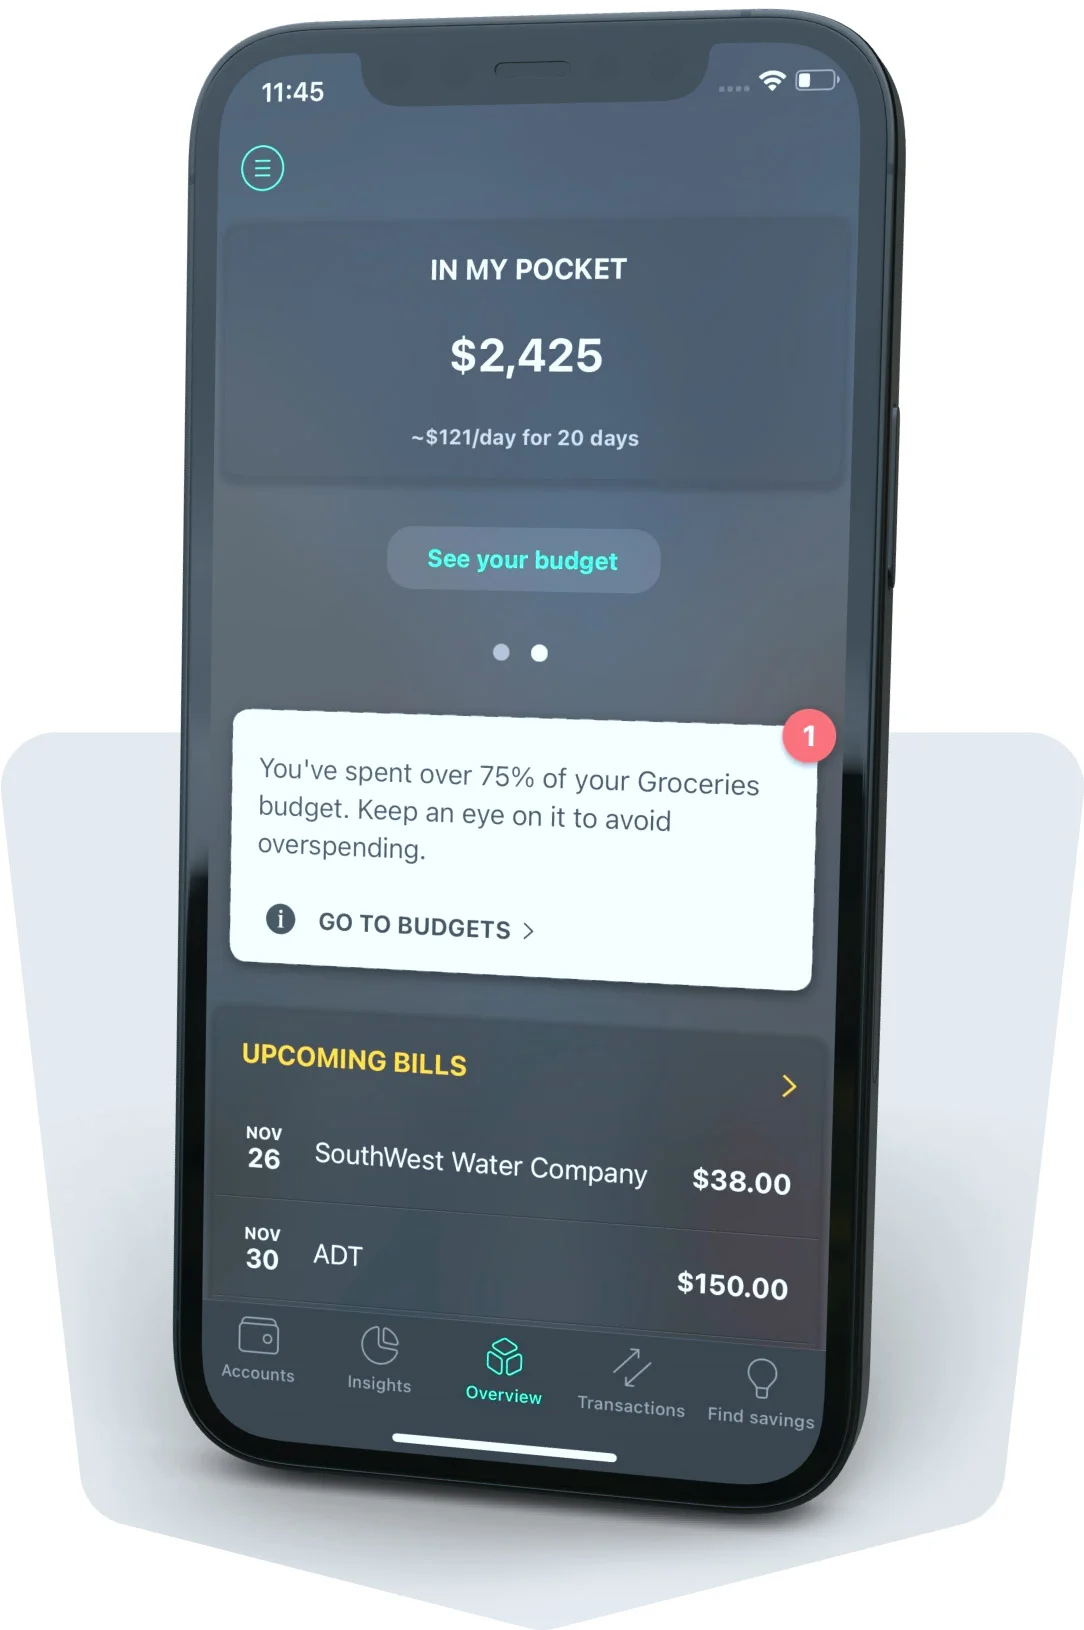 11:45
IN MY POCKET
$2,425
~$121/day for 20 days
See your budget
1
You've spent over 75% of your Groceries
budget. Keep an eye on it to avoid
overspending.
GO TO BUDGETS >
UPCOMING BILLS
NOV
26
SouthWest Water Company
$38.00
NOV
30
ADT
$150.00
Accounts
Insights
Overview
Transactions
Find savings